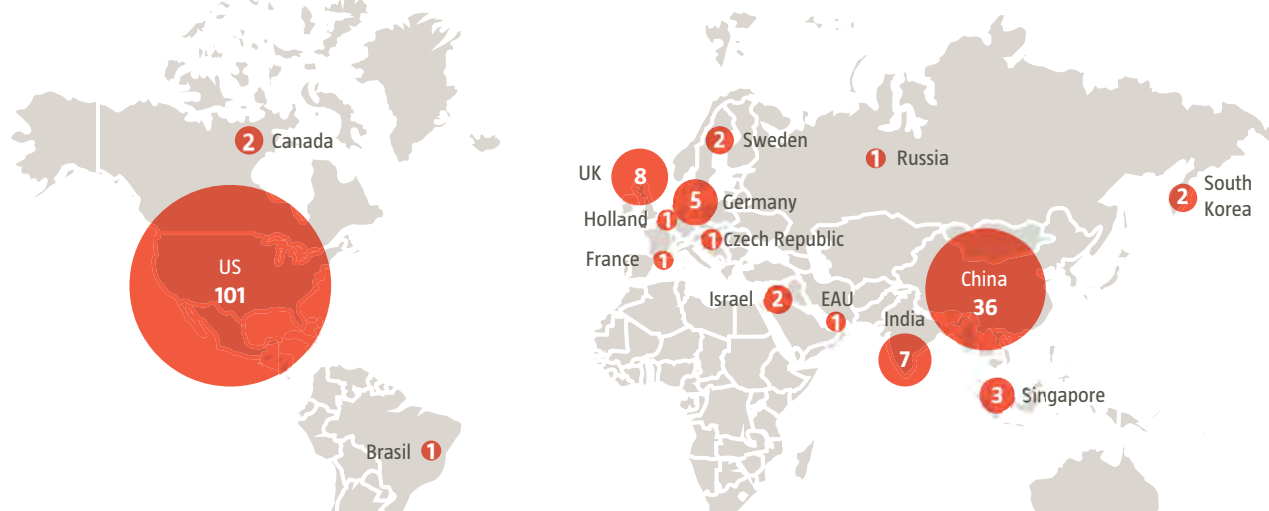 2 Canada
US
101
Brasil 1
2 Sweden
1 Russia
UK 8
5 Germany
Holland 1
1 Czech Republic
France 1
Israel 2
EAU
1
India
7
China
36
3 Singapore
2 South
Korea